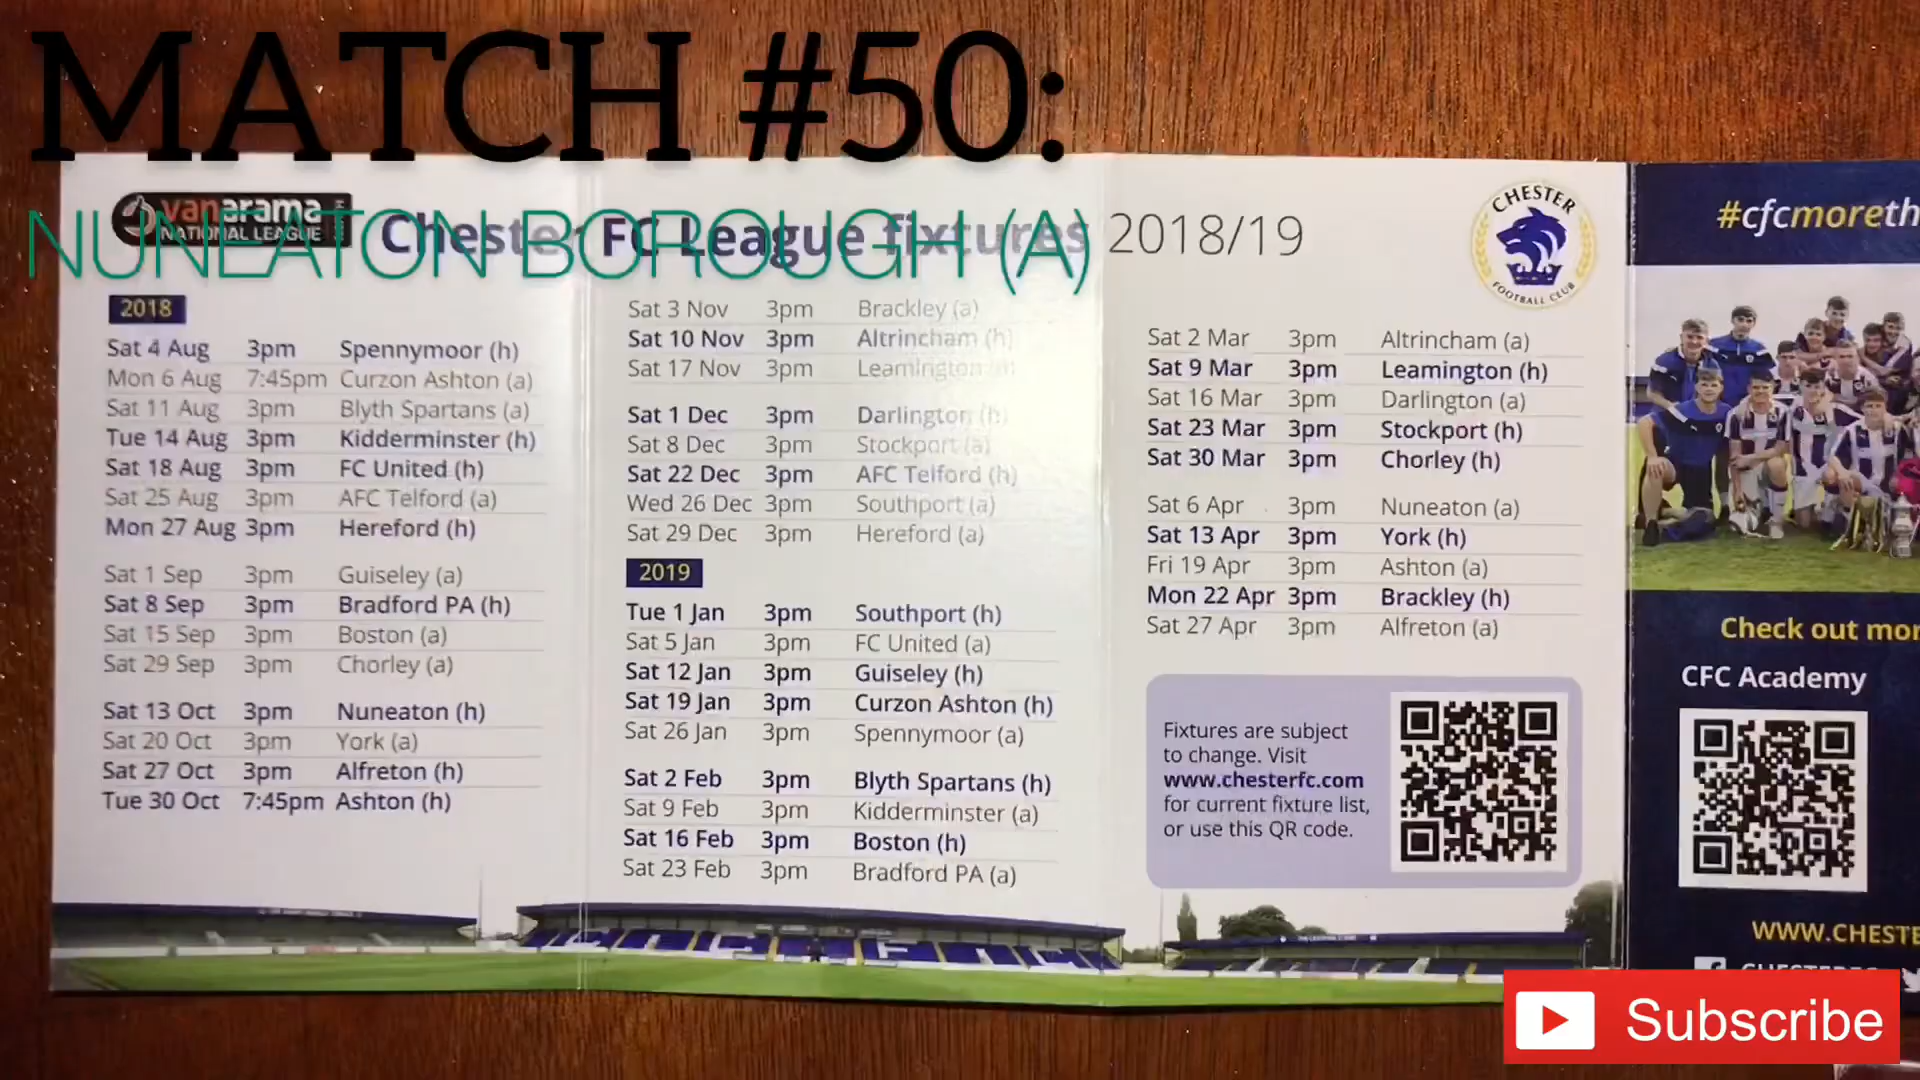 MATCH #50:
NUNEATON BOROUGH (A)
vanarama
NATIONAL LEAGUE
Chester FC League fixtures 2018/19
CHESTER
FOOTBALL CLUB
2018
Sat 4 Aug 3pm Spennymoor (h)
Mon 6 Aug 7:45pm Curzon Ashton (a)
Sat 11 Aug 3pm Blyth Spartans (a)
Tue 14 Aug 3pm Kidderminster (h)
Sat 18 Aug 3pm FC United (h)
Sat 25 Aug 3pm AFC Telford (a)
Mon 27 Aug 3pm Hereford (h)
Sat 1 Sep 3pm Guiseley (a)
Sat 8 Sep 3pm Bradford PA (h)
Sat 15 Sep 3pm Boston (a)
Sat 29 Sep 3pm Chorley (a)
Sat 13 Oct 3pm Nuneaton (h)
Sat 20 Oct 3pm York (a)
Sat 27 Oct 3pm Alfreton (h)
Tue 30 Oct 7:45pm Ashton (h)
Sat 3 Nov 3pm Brackley (a)
Sat 10 Nov 3pm Altrincham (h)
Sat 17 Nov 3pm Leamington
Sat 1 Dec 3pm Darlington (h)
Sat 8 Dec 3pm Stockport (a)
Sat 22 Dec 3pm AFC Telford (h)
Wed 26 Dec 3pm Southport (a)
Sat 29 Dec 3pm Hereford (a)
2019
Tue 1 Jan 3pm Southport (h)
Sat 5 Jan 3pm FC United (a)
Sat 12 Jan 3pm Guiseley (h)
Sat 19 Jan 3pm Curzon Ashton (h)
Sat 26 Jan 3pm Spennymoor (a)
Sat 2 Feb 3pm Blyth Spartans (h)
Sat 9 Feb 3pm Kidderminster (a)
Sat 16 Feb 3pm Boston (h)
Sat 23 Feb 3pm Bradford PA (a)
Sat 2 Mar 3pm Altrincham (a)
Sat 9 Mar 3pm Leamington (h)
Sat 16 Mar 3pm Darlington (a)
Sat 23 Mar 3pm Stockport (h)
Sat 30 Mar 3pm Chorley (h)
Sat 6 Apr 3pm Nuneaton (a)
Sat 13 Apr 3pm York (h)
Fri 19 Apr 3pm Ashton (a)
Mon 22 Apr 3pm Brackley (h)
Sat 27 Apr 3pm Alfreton (a)
Fixtures are subject
to change. Visit
www.chesterfc.com
for current fixture list,
or use this QR code.
#cfcmoreth
Check out mor
CFC Academy
WWW.CHESTE
Subscribe